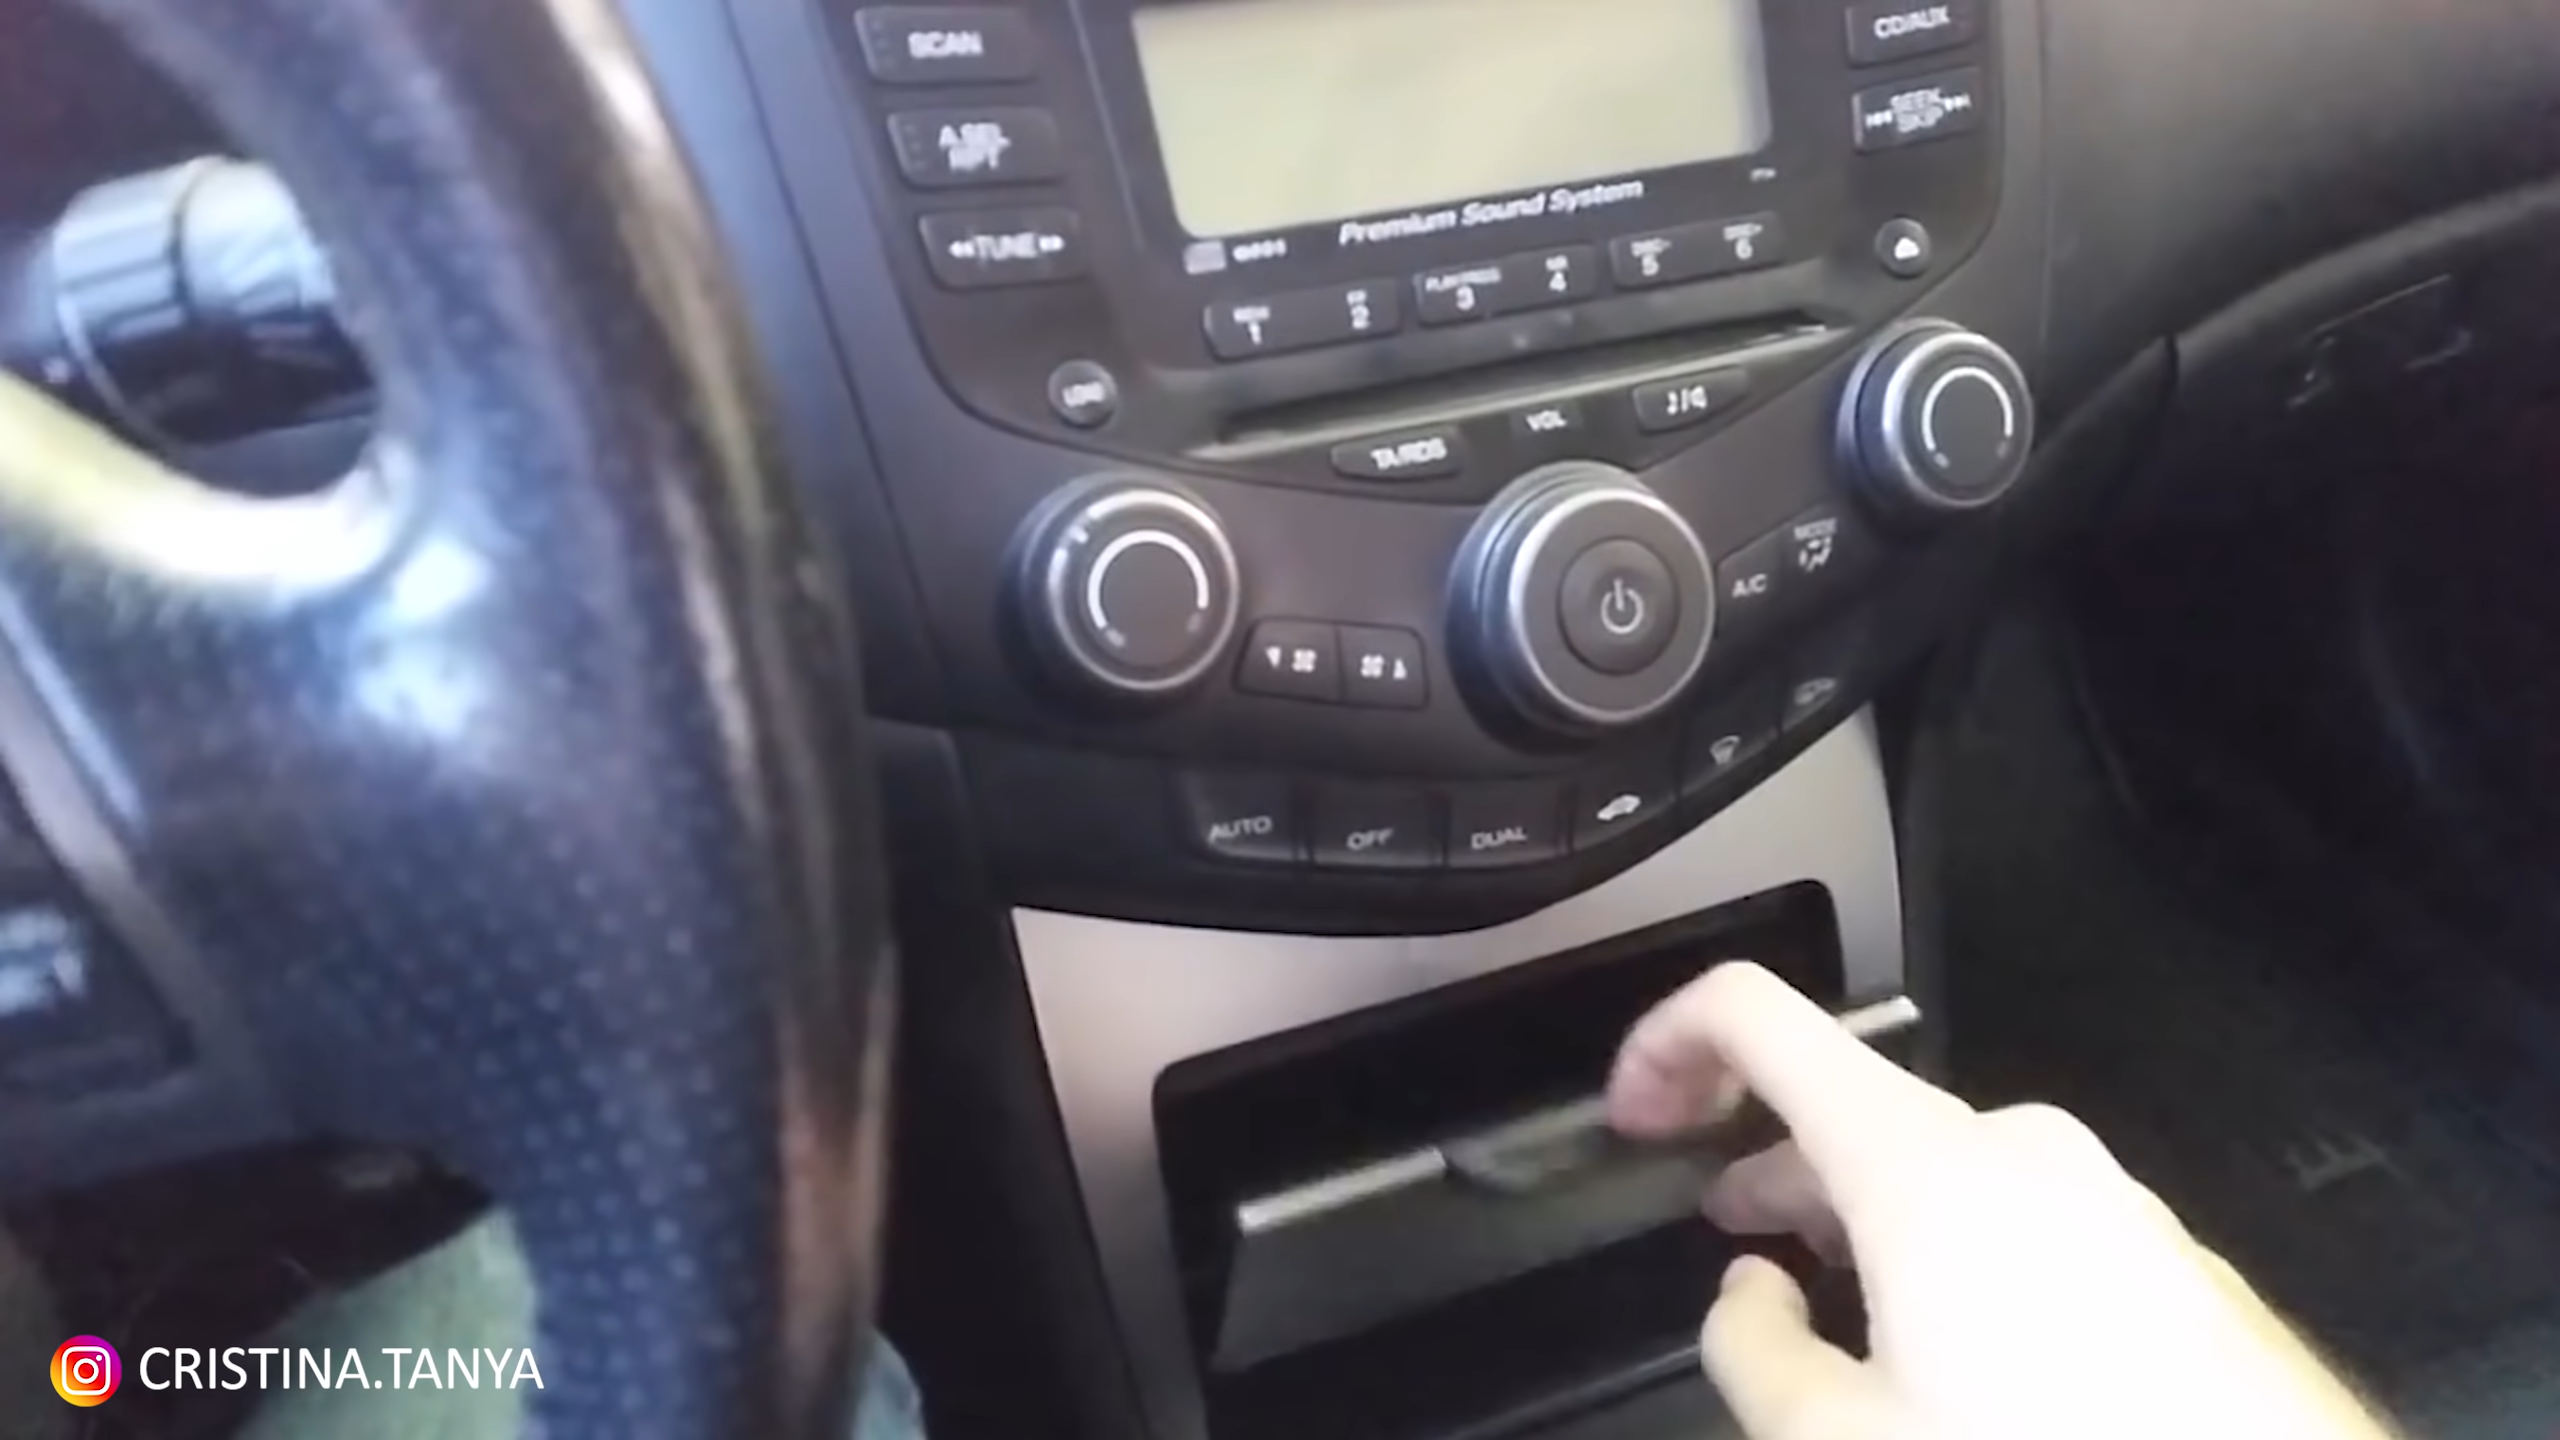 SCAN
CD/AUX
A.SEL
RPT
SEEK
SKIP
TUNE
Premium Sound System
1
2
3
4
5
6
LOAD
TA/RDS
VOL
MODE
A/C
AUTO
OFF
DUAL
CRISTINA.TANYA